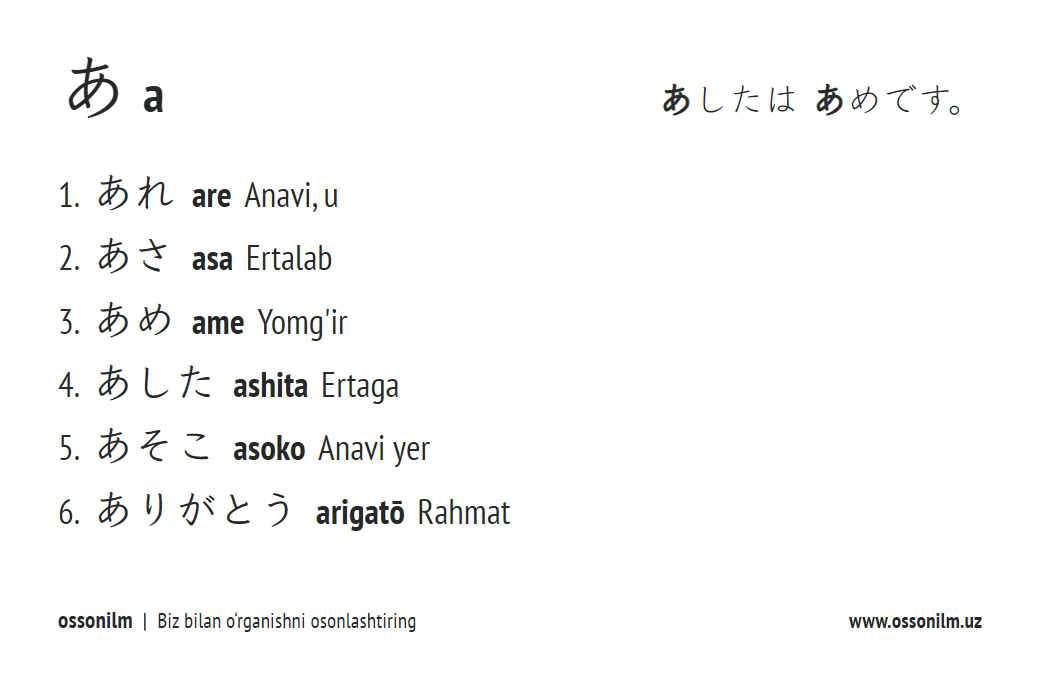 あ a
あしたは あめです。
1. あれ are Anavi, u
2. あさ asa Ertalab
3. あめ ame Yomg'ir
4. あした ashita Ertaga
5. あそこ asoko Anavi yer
6. ありがとう arigatō Rahmat
ossonilm | Biz bilan o‘rganishni osonlashtiring
www.ossonilm.uz